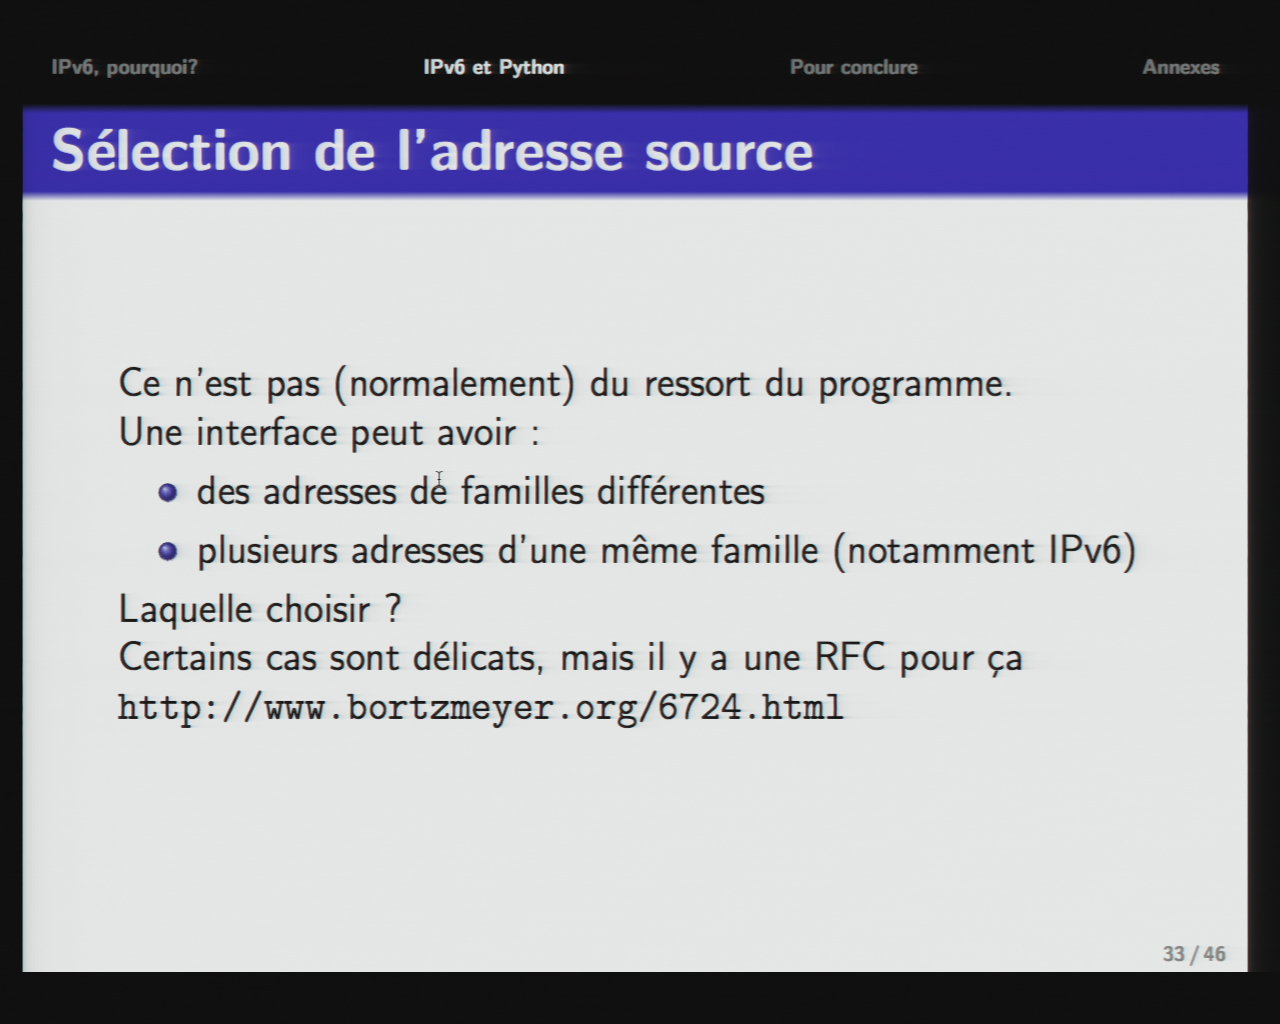 IPv6, pourquoi?
IPv6 et Python
Pour conclure
Annexes
Sélection de l'adresse source
Ce n'est pas (normalement) du ressort du programme.
Une interface peut avoir :
des adresses de familles différentes
plusieurs adresses d'une même famille (notamment IPv6)
Laquelle choisir ?
Certains cas sont délicats, mais il y a une RFC pour ça
http://www.bortzmeyer.org/6724.html
33 / 46